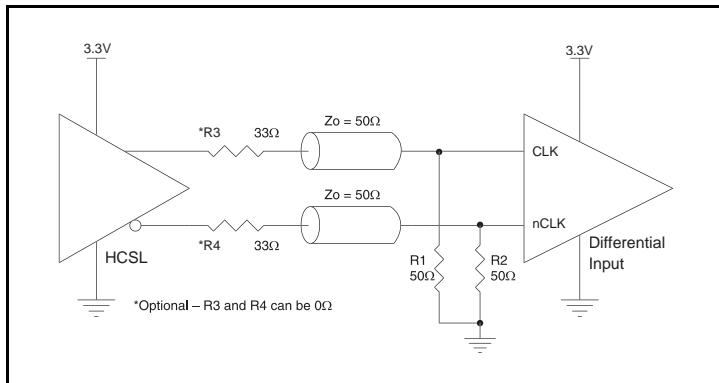 3.3V
3.3V
*R3 33Ω
Zo = 50Ω
CLK
Zo = 50Ω
*R4 33Ω
nCLK
HCSL
Differential
Input
R1
50Ω
R2
50Ω
*Optional – R3 and R4 can be 0Ω